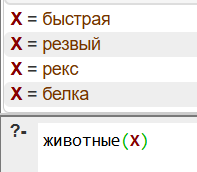 X = быстрая
X = резвый
X = рекс
X = белка
?- животные(X)